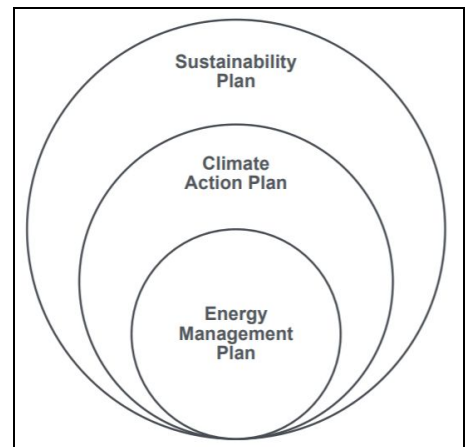 Sustainability
Plan
Climate
Action Plan
Energy
Management
Plan